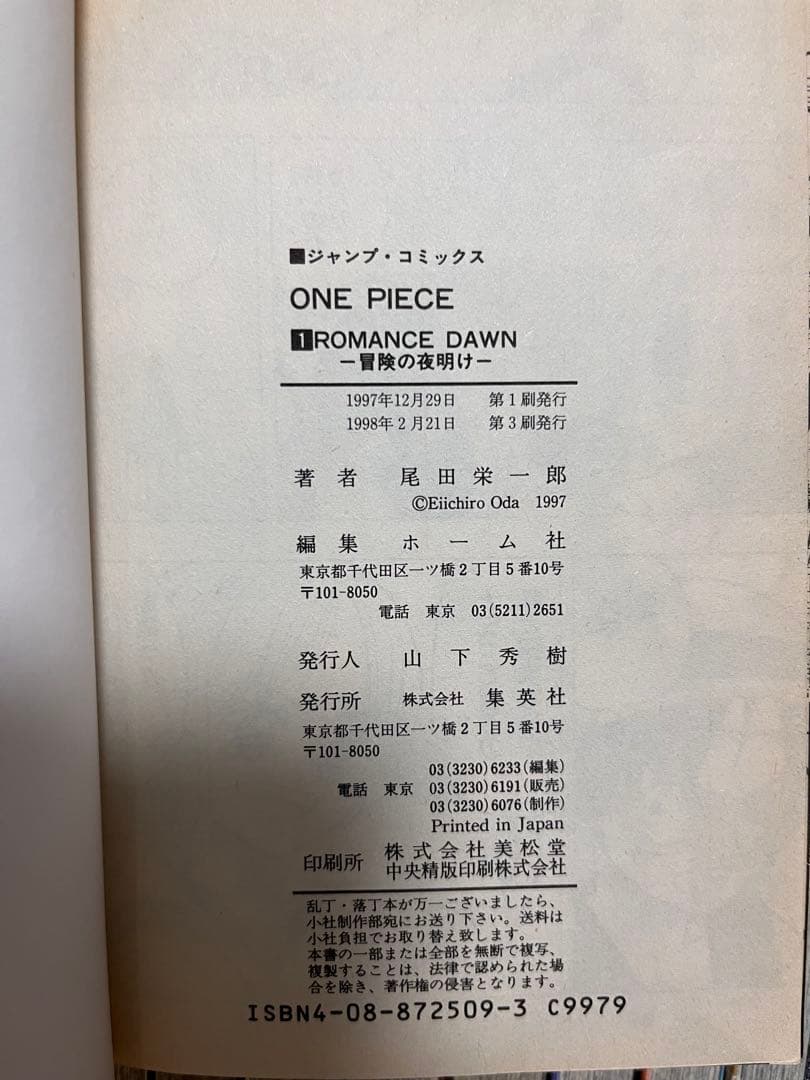 ■ジャンプ・コミックス
ONE PIECE
1 ROMANCE DAWN
ー冒険の夜明けー
1997年12月29日 第1刷発行
1998年2月21日 第3刷発行
著者 尾田栄一郎
©Eiichiro Oda 1997
編集 ホーム社
東京都千代田区一ツ橋2丁目5番10号
〒101-8050
電話 東京 03(5211)2651
発行人 山下秀樹
発行所 株式会社 集英社
東京都千代田区一ツ橋2丁目5番10号
〒101-8050
03(3230)6233(編集)
電話 東京 03(3230)6191(販売)
03(3230)6076(制作)
Printed in Japan
印刷所 株式会社美松堂
中央精版印刷株式会社
乱丁・落丁本が万一ございましたら、
小社制作部宛にお送り下さい。送料は
小社負担でお取り替え致します。
本書の一部または全部を無断で複写、
複製することは、法律で認められた場
合を除き、著作権の侵害となります。
ISBN4-08-872509-3 C9979